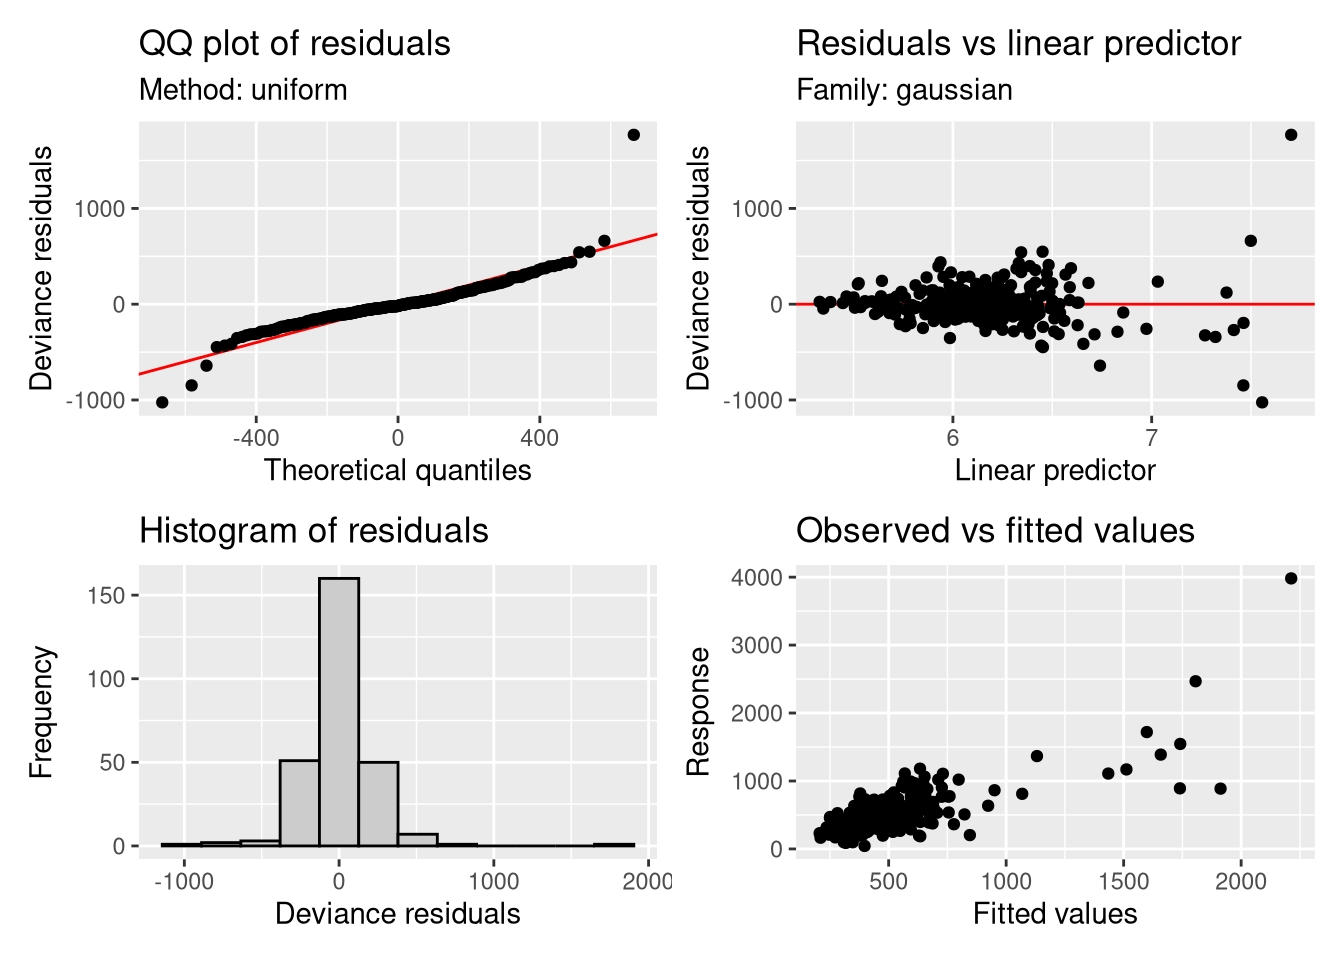 QQ plot of residuals
Method: uniform
Deviance residuals
1000
0
-1000
-400
0
400
Theoretical quantiles
Residuals vs linear predictor
Family: gaussian
Deviance residuals
1000
0
-1000
6
7
Linear predictor
Histogram of residuals
Frequency
150
100
50
0
-1000
0
1000
2000
Deviance residuals
Observed vs fitted values
Response
4000
3000
2000
1000
0
500
1000
1500
2000
Fitted values